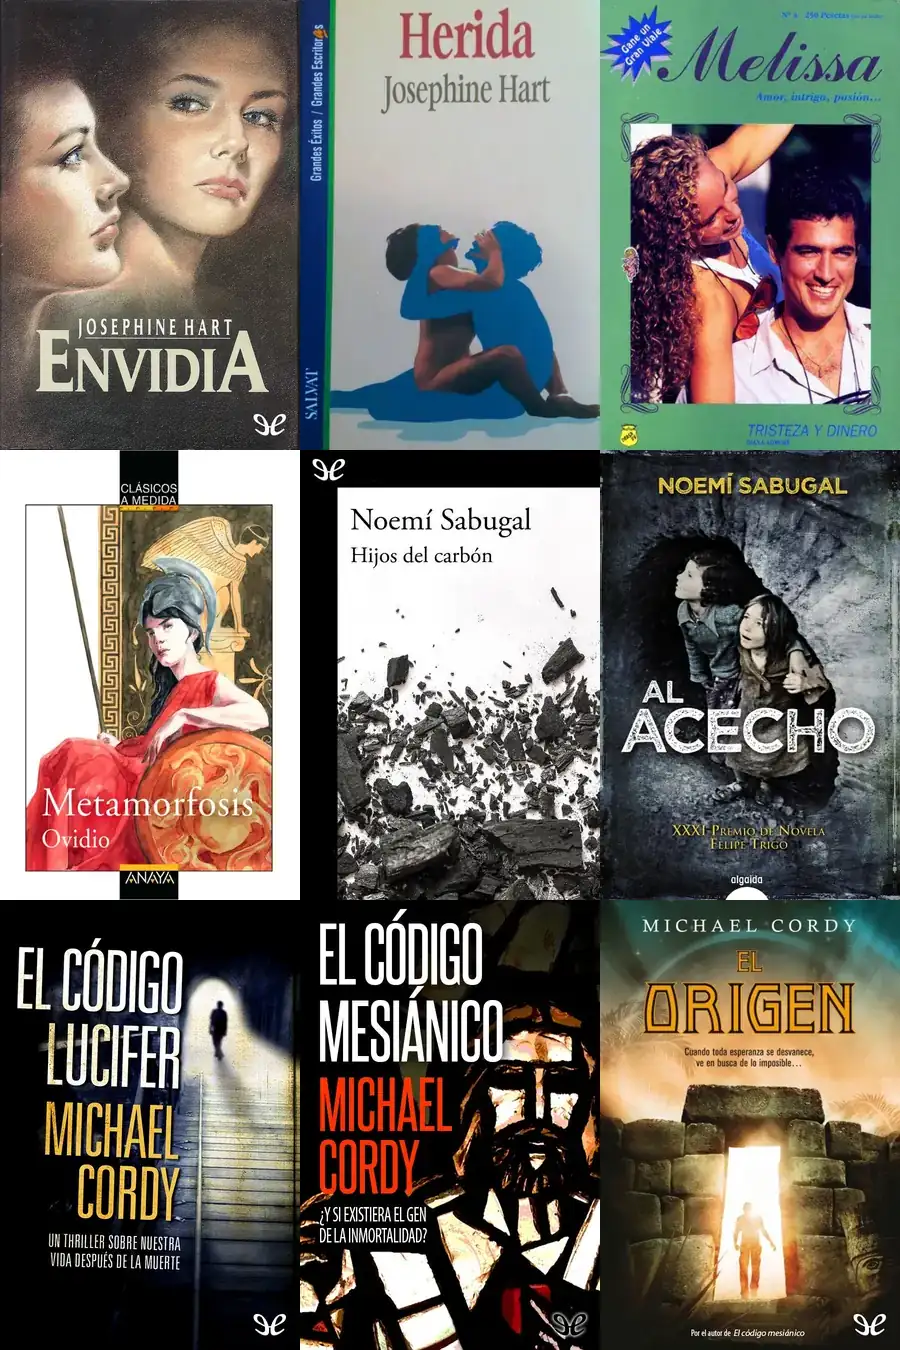 JOSEPHINE HART
ENVIDIA
Grandes Éxitos / Grandes Escritores
SALVAT
Herida
Josephine Hart
Gane un
Gran Viaje
Nº 6 250 Pesetas
Melissa
Amor, intriga, pasión...
TRISTEZA Y DINERO
CLÁSICOS
A MEDIDA
Metamorfosis
Ovidio
ANAYA
Noemí Sabugal
Hijos del carbón
NOEMÍ SABUGAL
AL
ACECHO
XXXI PREMIO DE NOVELA
FELIPE TRIGO
algaida
EL CÓDIGO
LUCIFER
MICHAEL
CORDY
UN THRILLER SOBRE NUESTRA
VIDA DESPUÉS DE LA MUERTE
EL CÓDIGO
MESIÁNICO
MICHAEL
CORDY
¿Y SI EXISTIERA EL GEN
DE LA INMORTALIDAD?
MICHAEL CORDY
EL
ORIGEN
Cuando toda esperanza se desvanece,
ve en busca de lo imposible...
Por el autor de El código mesiánico